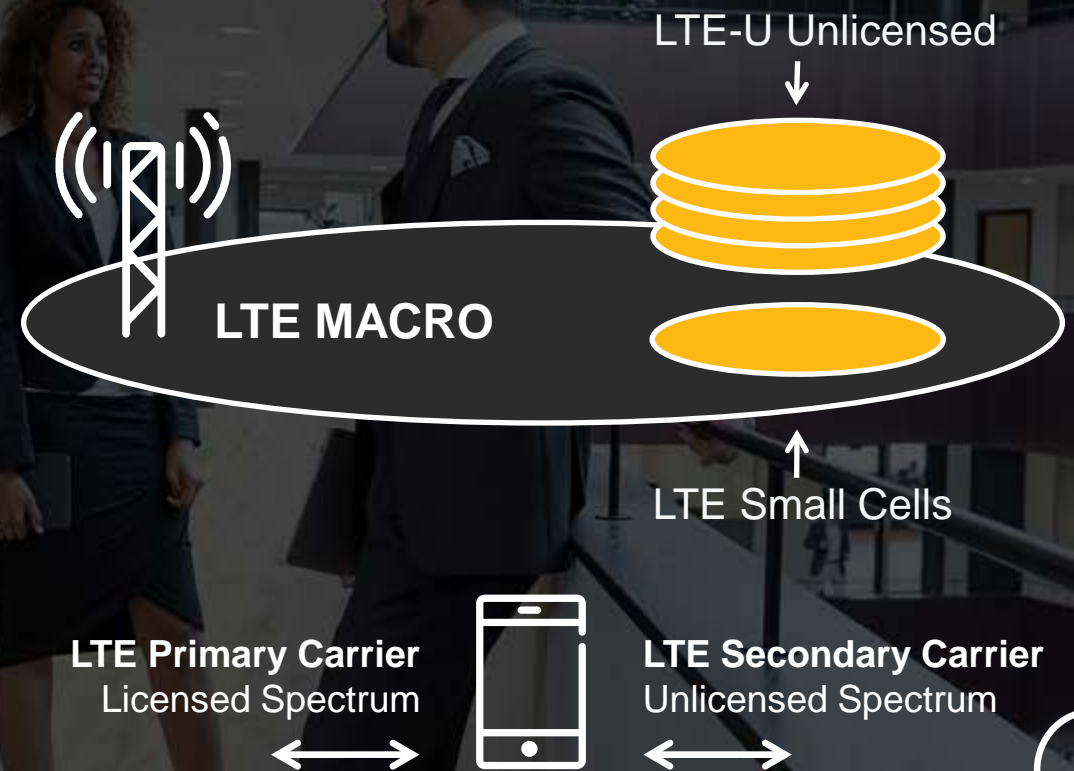 LTE-U Unlicensed
LTE MACRO
LTE Small Cells
LTE Primary Carrier
Licensed Spectrum
LTE Secondary Carrier
Unlicensed Spectrum